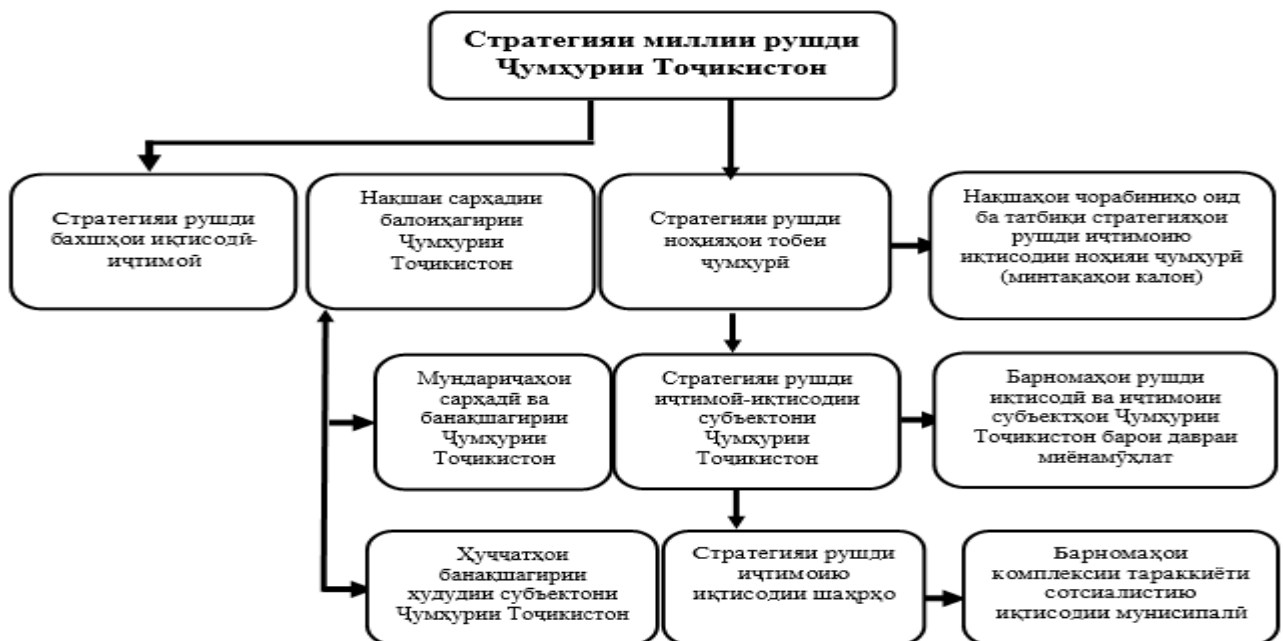 Стратегияи миллии рушди
Ҷумҳурии Тоҷикистон
Стратегияи рушди
бахшҳои иқтисодӣ-
иҷтимоӣ
Нақшаи сарҳадии
балоиҳагирии
Ҷумҳурии
Тоҷикистон
Стратегияи рушди
ноҳияҳои тобеи
ҷумҳурӣ
Нақшаҳои чорабиниҳо оид
ба татбиқи стратегияҳои
рушди иҷтимоию
иқтисодии ноҳияи ҷумҳурӣ
(минтақаҳои калон)
Мундариҷаҳои
сарҳадӣ ва
банақшагирии
Ҷумҳурии
Тоҷикистон
Стратегияи рушди
иҷтимоӣ-иқтисодии
субъектони
Ҷумҳурии
Тоҷикистон
Барномаҳои рушди
иқтисодӣ ва иҷтимоии
субъектҳои Ҷумҳурии
Тоҷикистон барои давраи
миёнамӯҳлат
Ҳуҷҷатҳои
банақшагирии
ҳудудии субъектони
Ҷумҳурии Тоҷикистон
Стратегияи рушди
иҷтимоию
иқтисодии шаҳрҳо
Барномаҳои
комплексии тараккиёти
сотсиалистию
иқтисодии мунисипалӣ